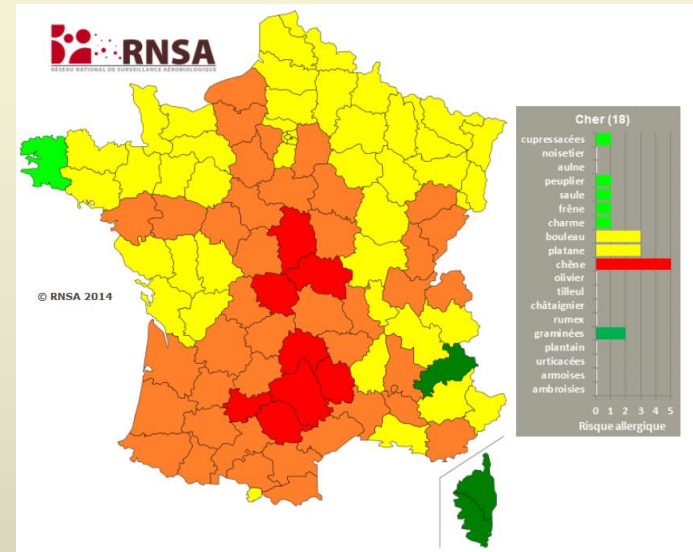 RNSA
RÉSEAU NATIONAL DE SURVEILLANCE AÉROBIOLOGIQUE
Cher (18)
cupressacées
noisetier
aulne
peuplier
saule
frêne
charme
bouleau
platane
chêne
olivier
tilleul
châtaignier
rumex
graminées
plantain
urticacées
armoises
ambroisies
0 1 2 3 4 5
Risque allergique
© RNSA 2014